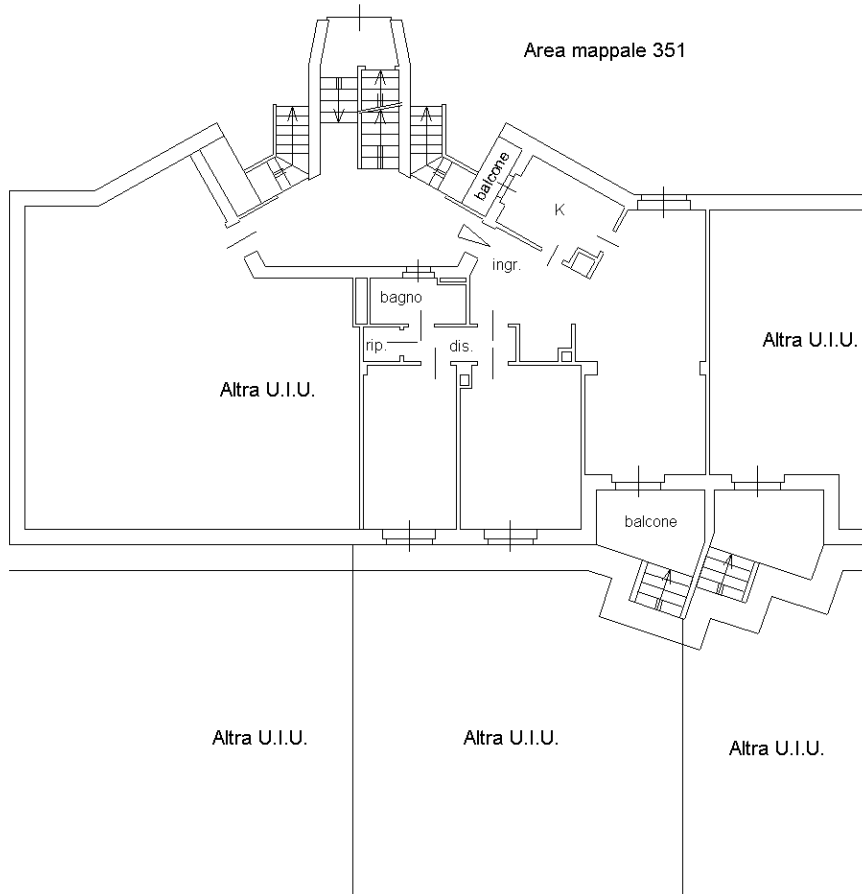 Area mappale 351
balcone
K
ingr.
bagno
rip.
dis.
Altra U.I.U.
Altra U.I.U.
balcone
Altra U.I.U.
Altra U.I.U.
Altra U.I.U.